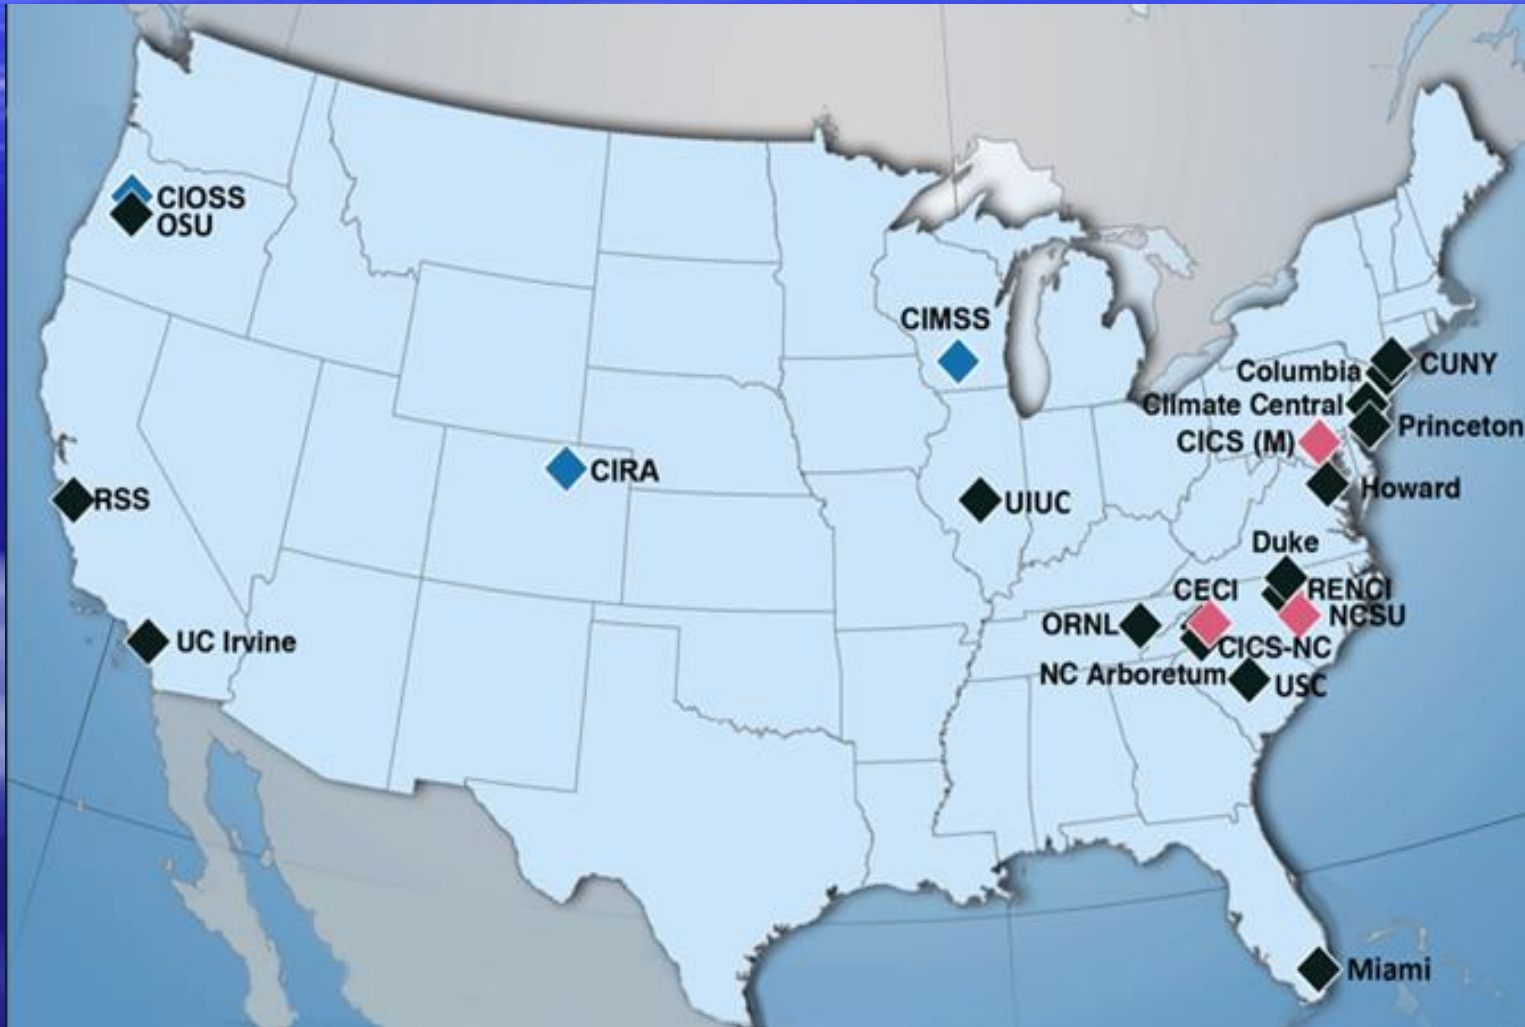 CIOSS
OSU
CIMSS
Columbia
CUNY
Climate Central
Princeton
CICS (M)
CIRA
RSS
UIUC
Howard
Duke
CECI
RENCI
NCSU
ORNL
UC Irvine
CICS-NC
NC Arboretum
USC
Miami